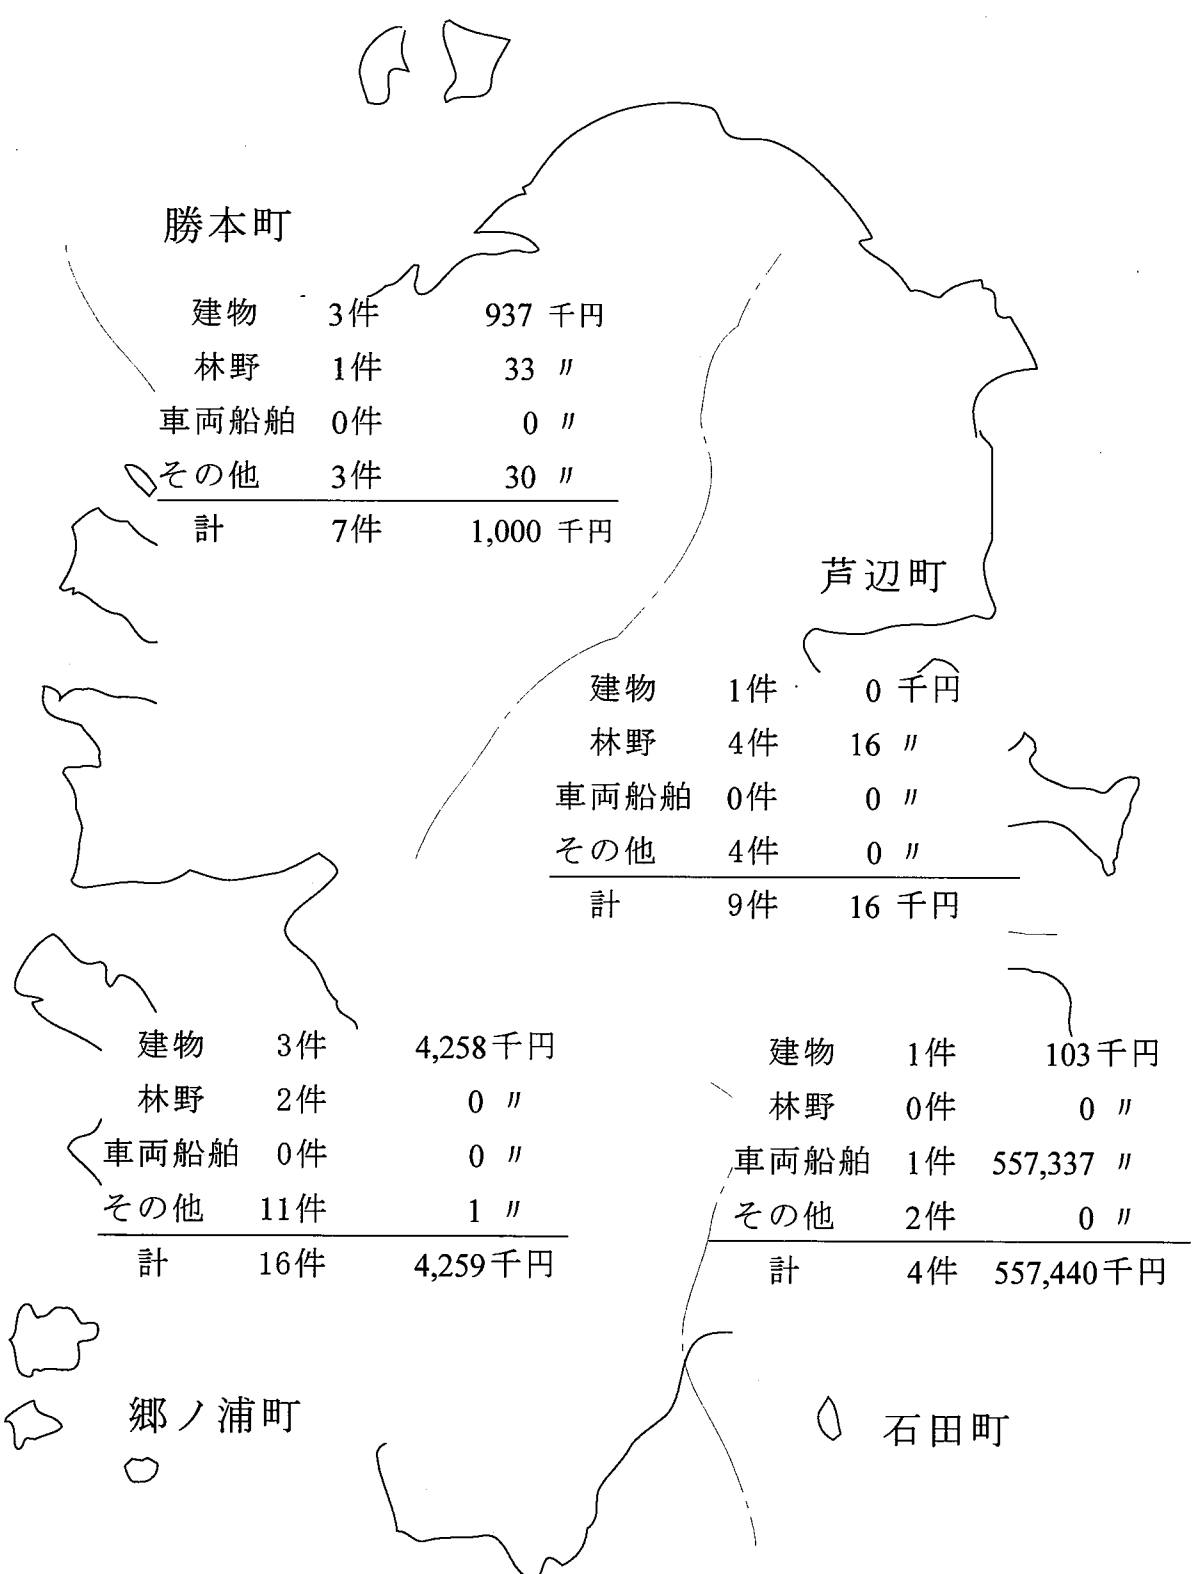 勝本町
建物 3件 937 千円
林野 1件 33 〃
車両船舶 0件 0 〃
その他 3件 30 〃
計 7件 1,000 千円
芦辺町
建物 1件 0 千円
林野 4件 16 〃
車両船舶 0件 0 〃
その他 4件 0 〃
計 9件 16 千円
建物 3件 4,258千円
林野 2件 0 〃
車両船舶 0件 0 〃
その他 11件 1 〃
計 16件 4,259千円
郷ノ浦町
建物 1件 103千円
林野 0件 0 〃
車両船舶 1件 557,337 〃
その他 2件 0 〃
計 4件 557,440千円
石田町